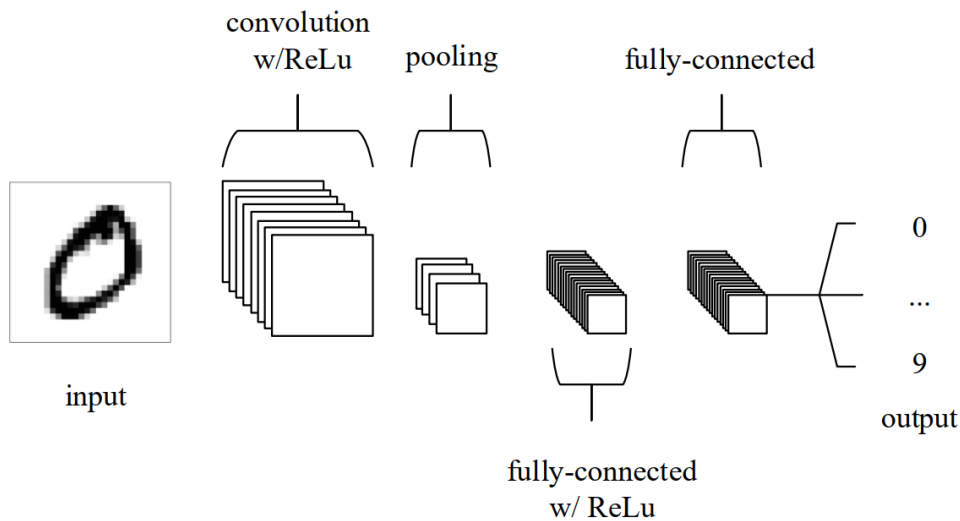 convolution
w/ReLu
pooling
fully-connected
input
0
...
9
output
fully-connected
w/ ReLu